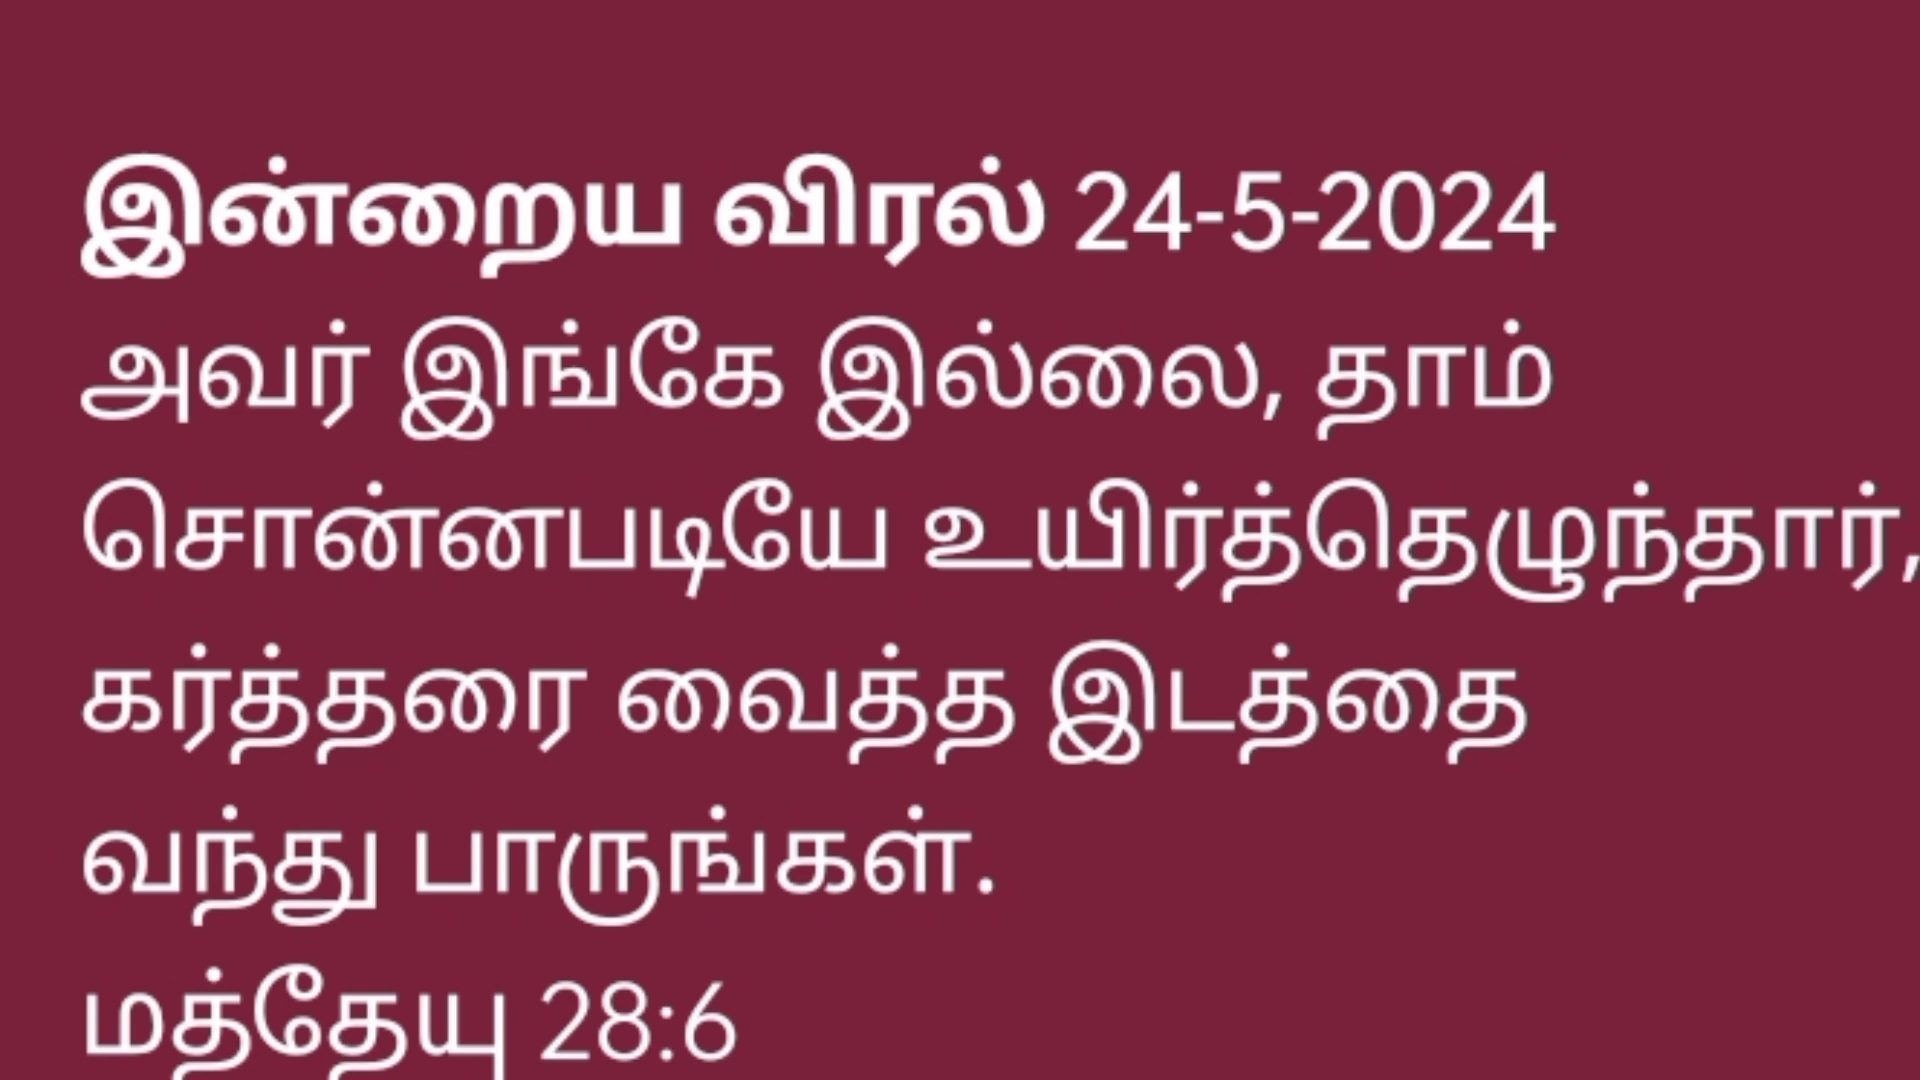 இன்றைய விரல் 24-5-2024
அவர் இங்கே இல்லை, தாம்
சொன்னபடியே உயிர்த்தெழுந்தார்,
கர்த்தரை வைத்த இடத்தை
வந்து பாருங்கள்.
மத்தேயு 28:6